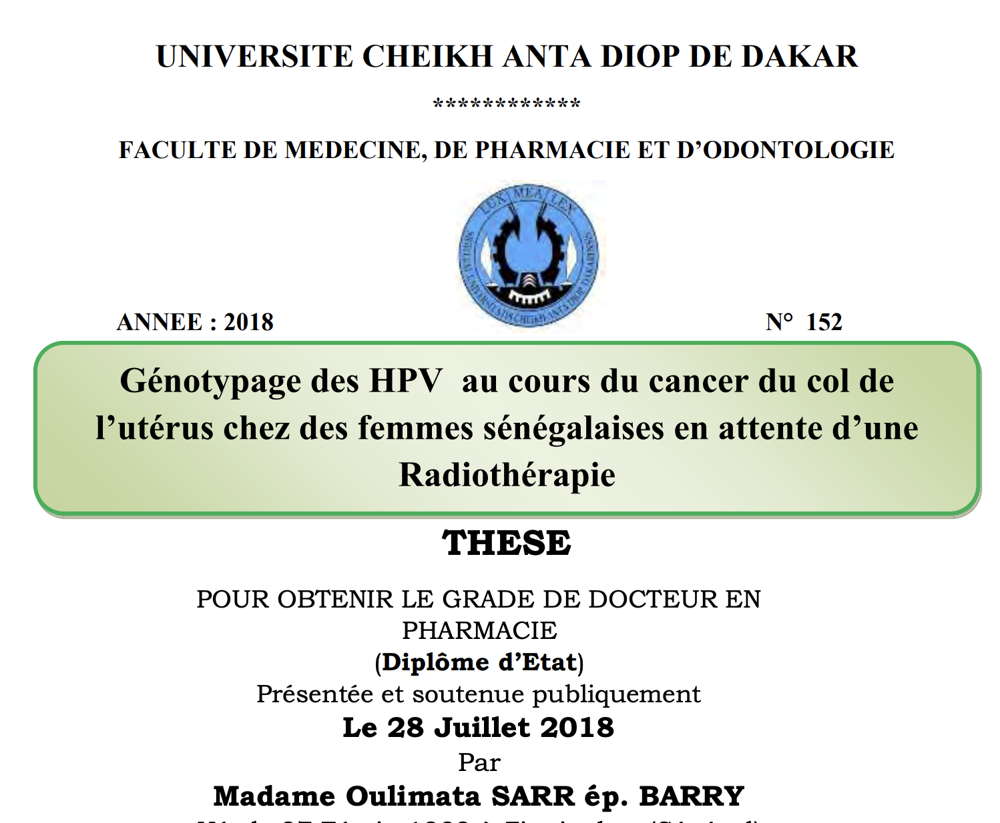 UNIVERSITE CHEIKH ANTA DIOP DE DAKAR
************
FACULTE DE MEDECINE, DE PHARMACIE ET D’ODONTOLOGIE
LUX MEA LEX
ANNEE : 2018
N° 152
Génotypage des HPV au cours du cancer du col de
l’utérus chez des femmes sénégalaises en attente d’une
Radiothérapie
THESE
POUR OBTENIR LE GRADE DE DOCTEUR EN
PHARMACIE
(Diplôme d’Etat)
Présentée et soutenue publiquement
Le 28 Juillet 2018
Par
Madame Oulimata SARR ép. BARRY